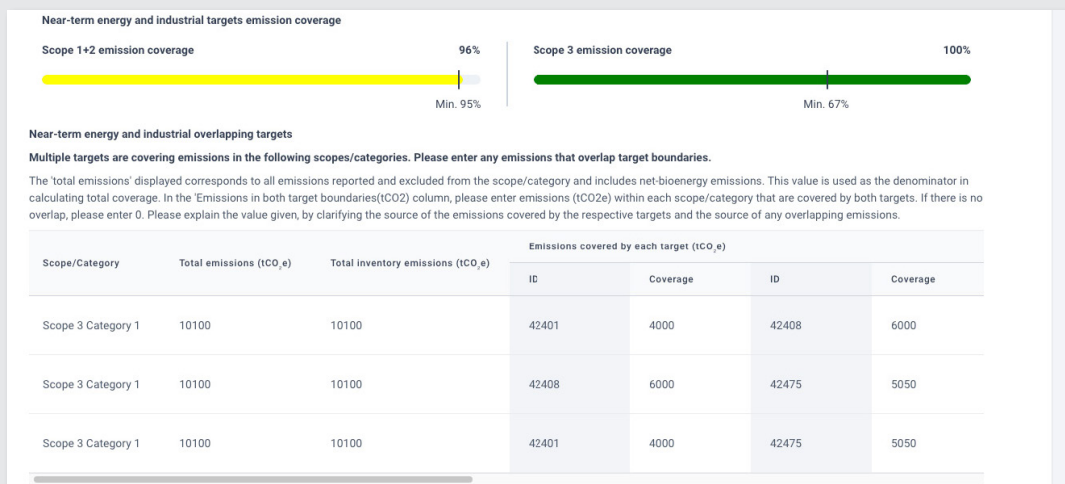 Near-term energy and industrial targets emission coverage
Scope 1+2 emission coverage 96%
Min. 95%
Scope 3 emission coverage 100%
Min. 67%
Near-term energy and industrial overlapping targets
Multiple targets are covering emissions in the following scopes/categories. Please enter any emissions that overlap target boundaries.
The 'total emissions' displayed corresponds to all emissions reported and excluded from the scope/category and includes net-bioenergy emissions. This value is used as the denominator in
calculating total coverage. In the 'Emissions in both target boundaries(tCO2) column, please enter emissions (tCO2e) within each scope/category that are covered by both targets. If there is no
overlap, please enter 0. Please explain the value given, by clarifying the source of the emissions covered by the respective targets and the source of any overlapping emissions.
Scope/Category Total emissions (tCO₂e) Total inventory emissions (tCO₂e) Emissions covered by each target (tCO₂e)
ID Coverage ID Coverage
Scope 3 Category 1 10100 10100 42401 4000 42408 6000
Scope 3 Category 1 10100 10100 42408 6000 42475 5050
Scope 3 Category 1 10100 10100 42401 4000 42475 5050